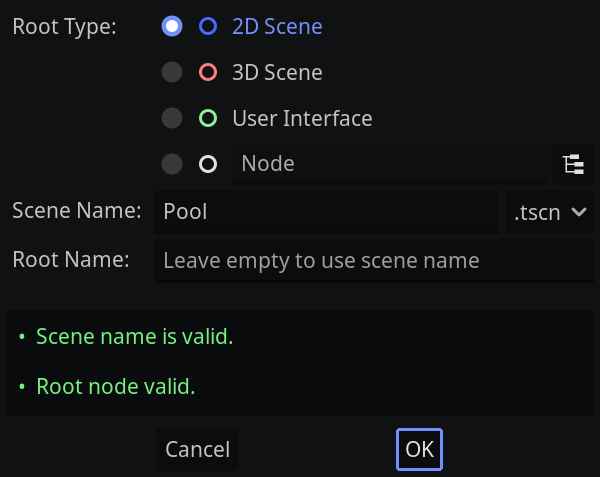 Root Type: 2D Scene
3D Scene
User Interface
Node
Scene Name: Pool .tscn
Root Name: Leave empty to use scene name
• Scene name is valid.
• Root node valid.
Cancel OK